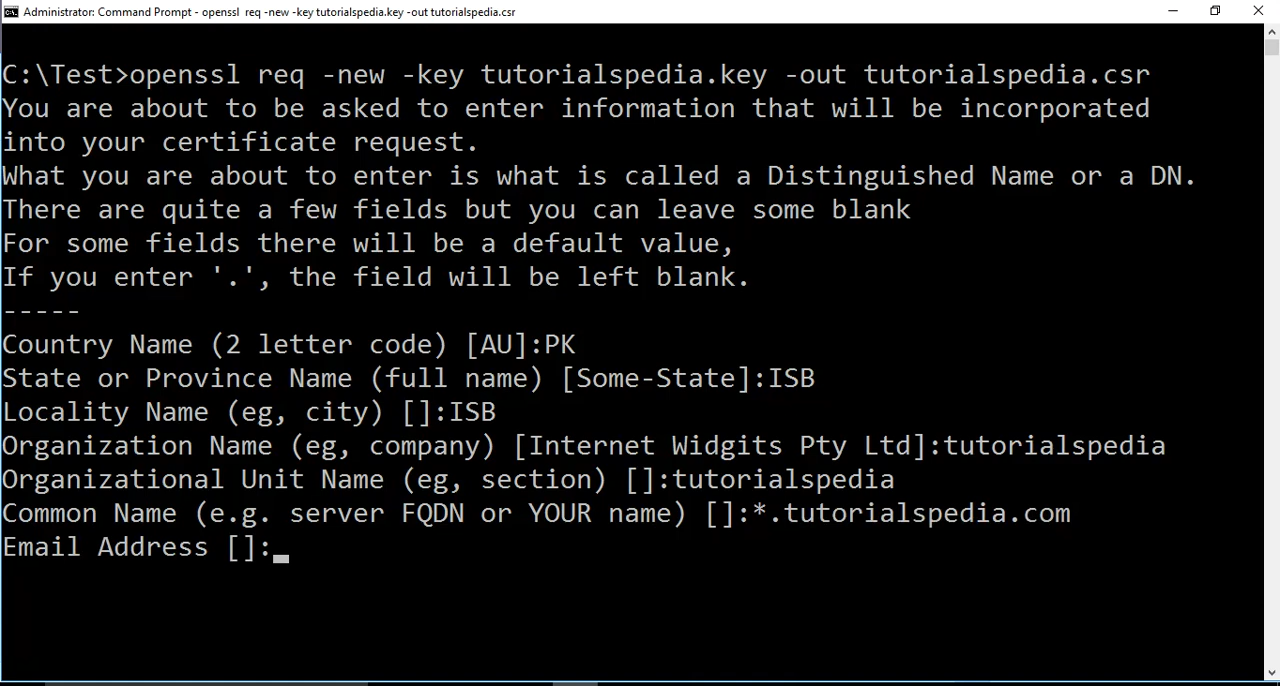 Administrator: Command Prompt - openssl  req -new -key tutorialspedia.key -out tutorialspedia.csr
C:\Test>openssl req -new -key tutorialspedia.key -out tutorialspedia.csr
You are about to be asked to enter information that will be incorporated
into your certificate request.
What you are about to enter is what is called a Distinguished Name or a DN.
There are quite a few fields but you can leave some blank
For some fields there will be a default value,
If you enter '.', the field will be left blank.
-----
Country Name (2 letter code) [AU]:PK
State or Province Name (full name) [Some-State]:ISB
Locality Name (eg, city) []:ISB
Organization Name (eg, company) [Internet Widgits Pty Ltd]:tutorialspedia
Organizational Unit Name (eg, section) []:tutorialspedia
Common Name (e.g. server FQDN or YOUR name) []:*.tutorialspedia.com
Email Address []: